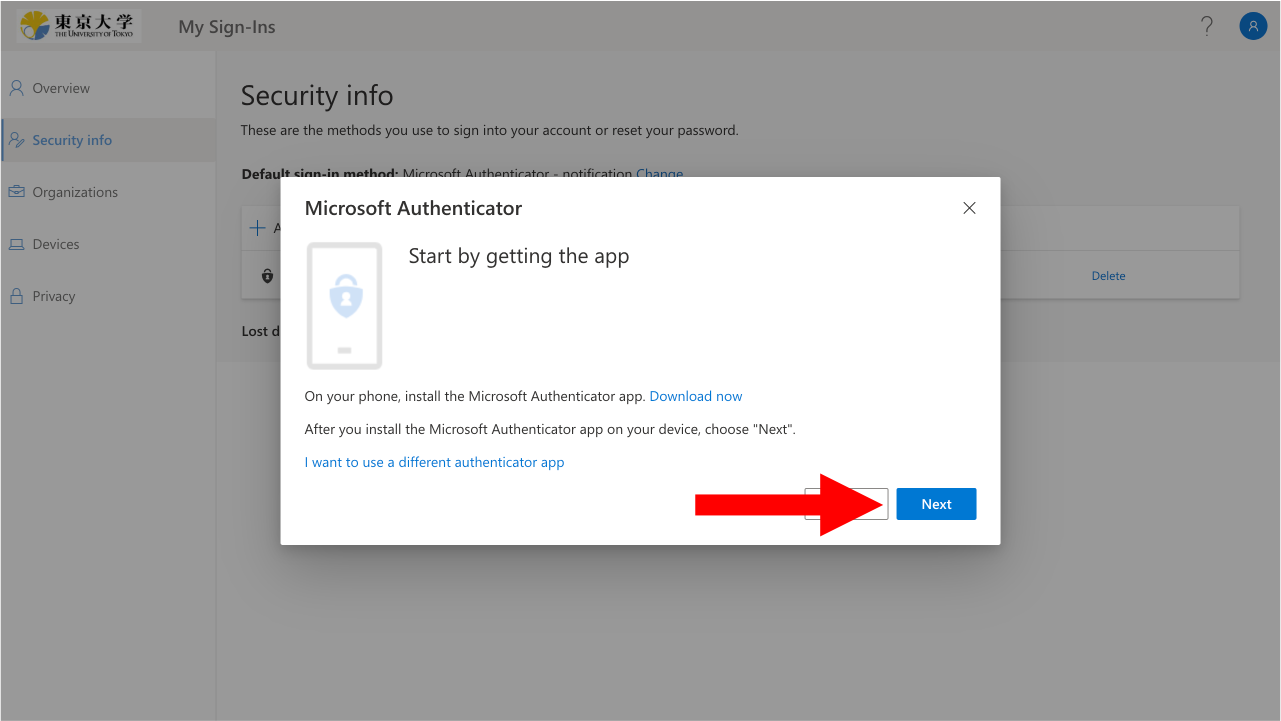 東京大学
THE UNIVERSITY OF TOKYO
My Sign-Ins
?
Overview
Security info
Organizations
Devices
Privacy
Security info
These are the methods you use to sign into your account or reset your password.
Default sign-in method: Microsoft Authenticator - notification Change
Delete
Lost d
Microsoft Authenticator
Start by getting the app
On your phone, install the Microsoft Authenticator app. Download now
After you install the Microsoft Authenticator app on your device, choose "Next".
I want to use a different authenticator app
Next